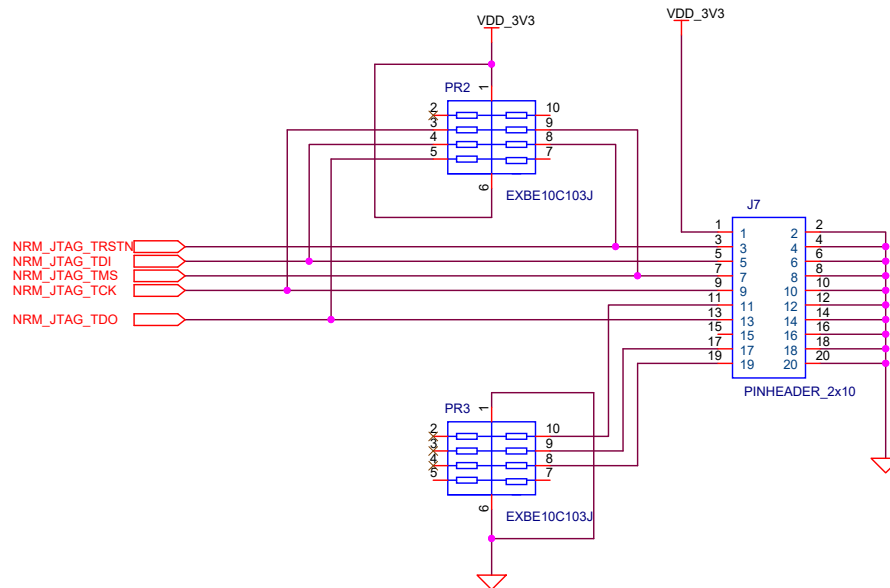 VDD_3V3
VDD_3V3
PR2
1
2
10
3
9
4
8
5
7
6
EXBE10C103J
J7
NRM_JTAG_TRSTN
NRM_JTAG_TDI
NRM_JTAG_TMS
NRM_JTAG_TCK
NRM_JTAG_TDO
1 1 2 2
3 3 4 4
5 5 6 6
7 7 8 8
9 9 10 10
11 11 12 12
13 13 14 14
15 15 16 16
17 17 18 18
19 19 20 20
PINHEADER_2x10
PR3
1
2
10
3
9
4
8
5
7
6
EXBE10C103J